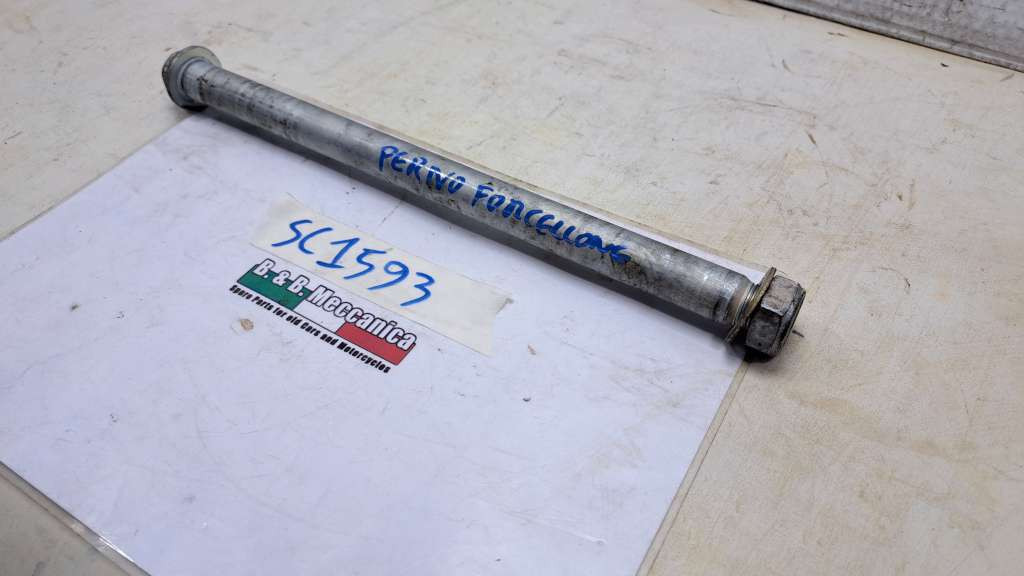 PERNO FORCELLONE
SC1593
B. & B. Meccanica
Spare Parts for old Cars and Motorcycles